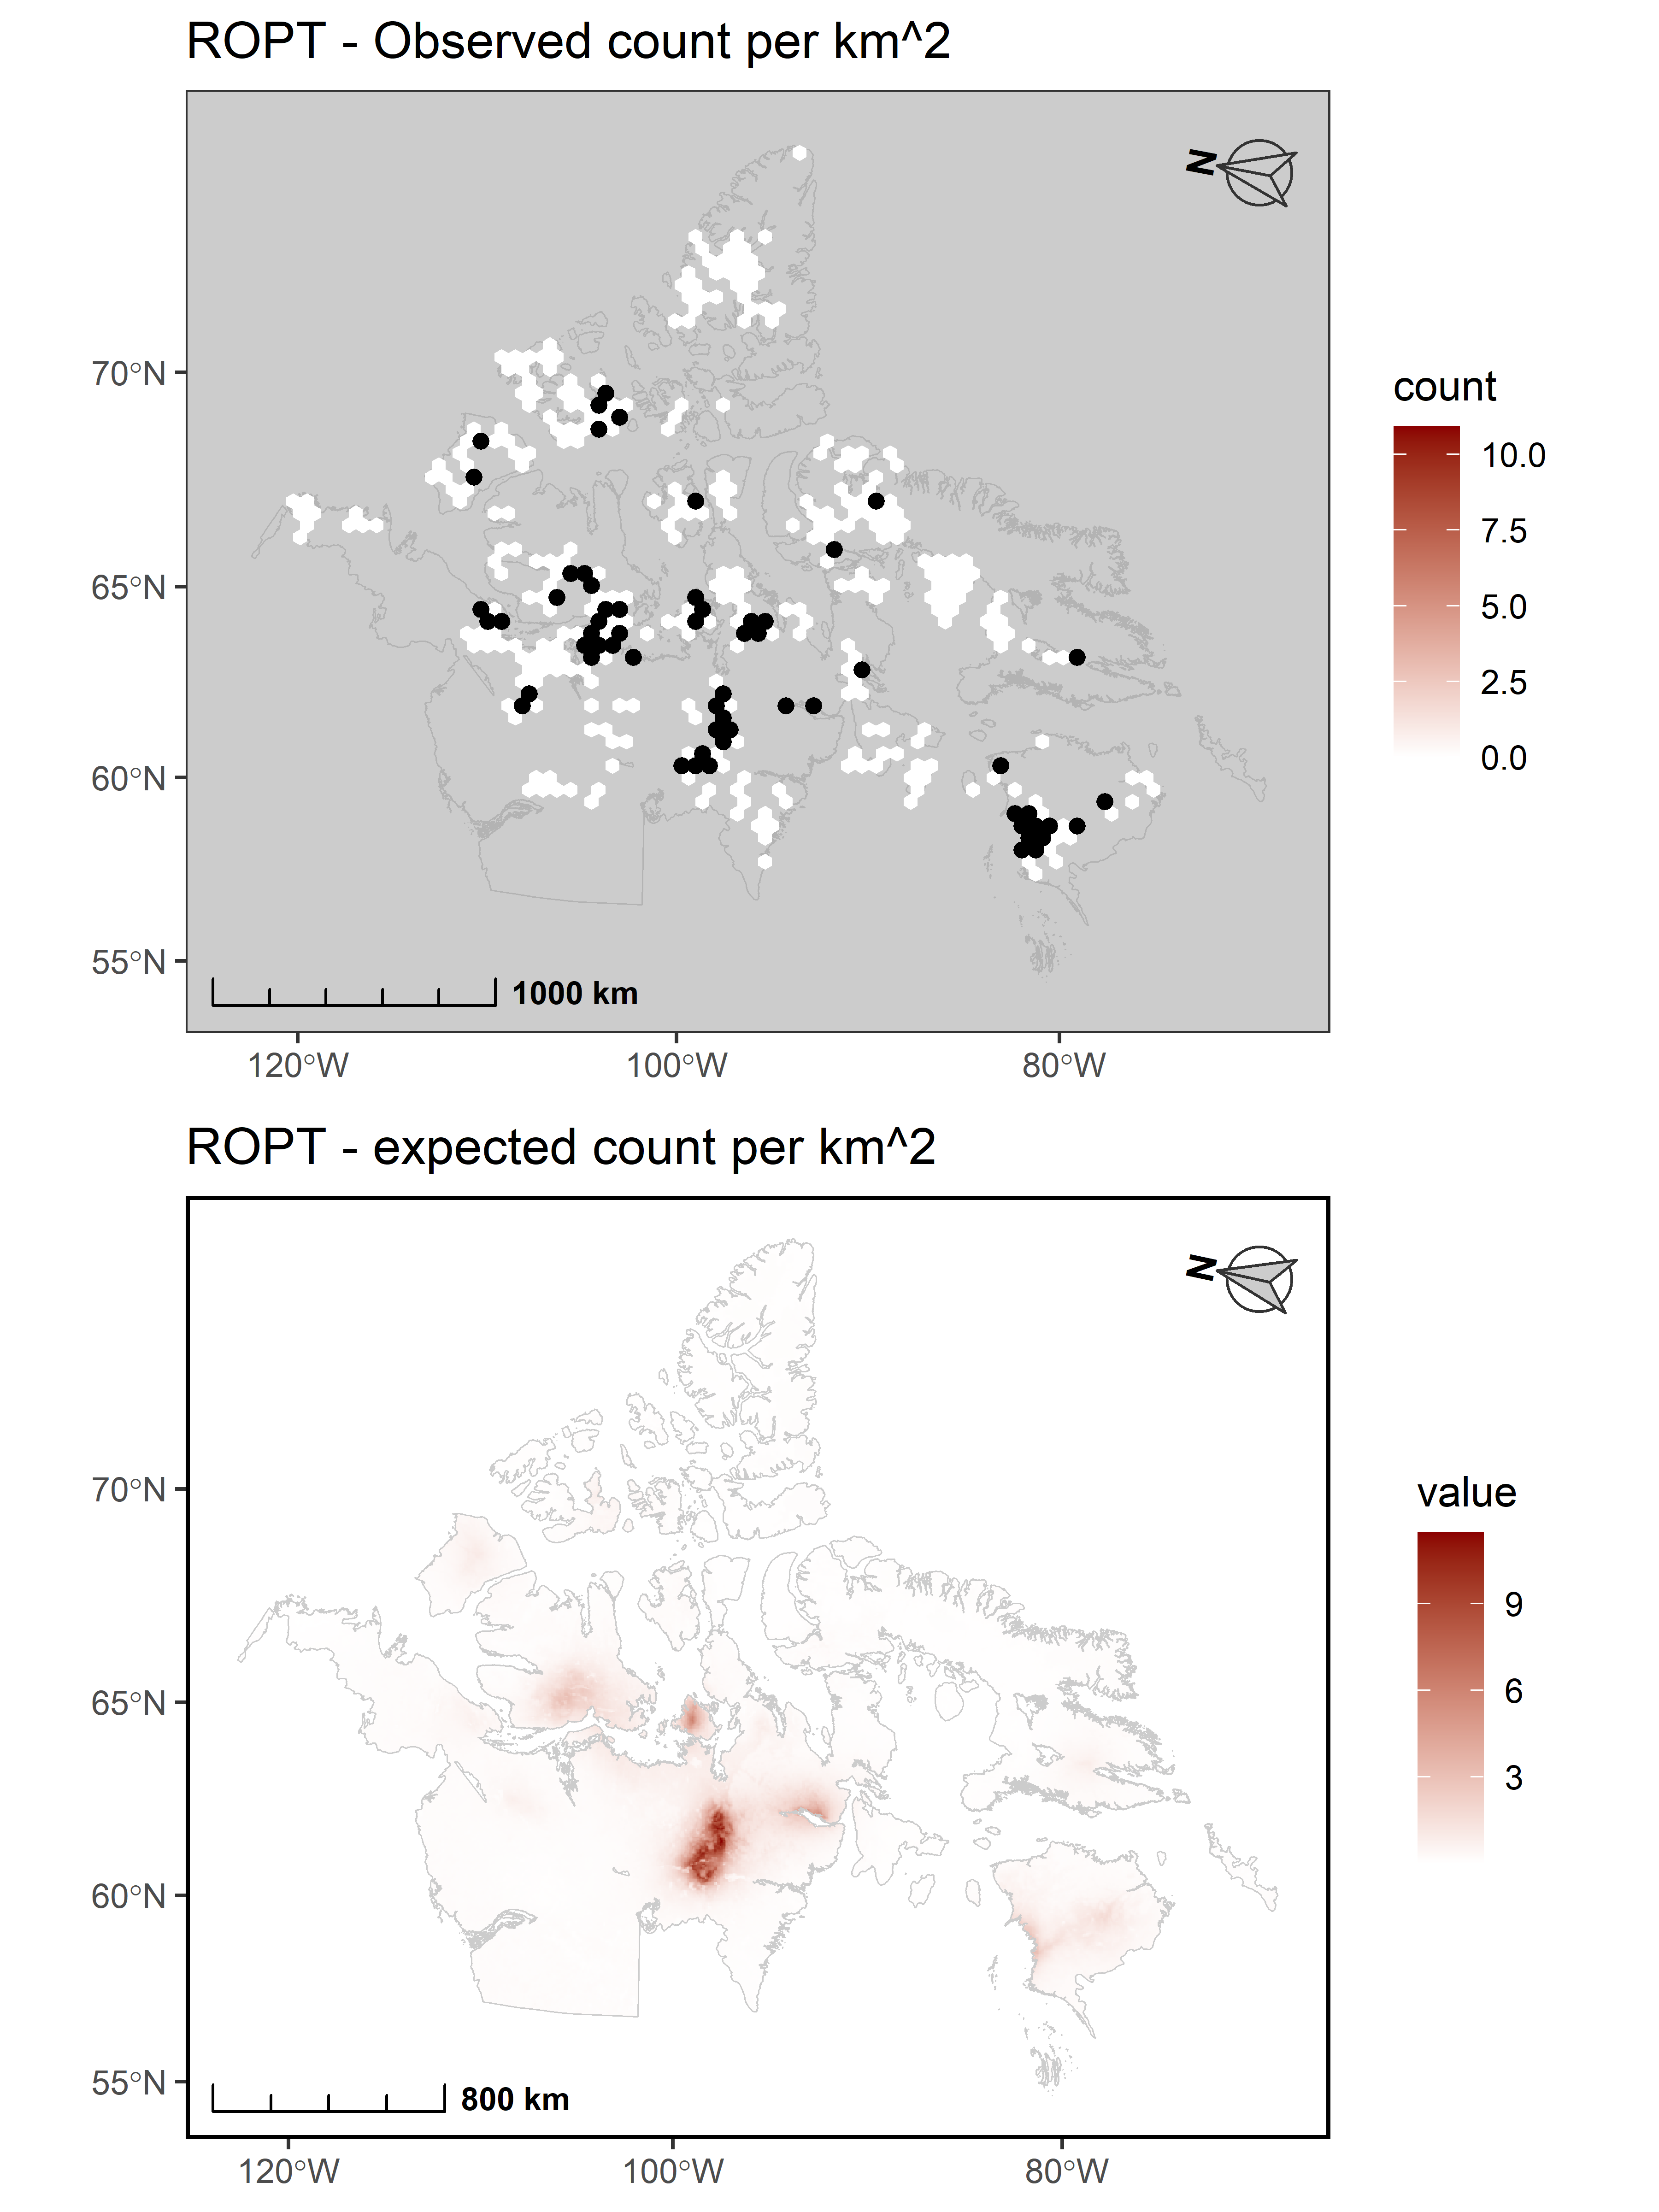 ROPT - Observed count per km^2
N
70°N
65°N
60°N
55°N
1000 km
120°W 100°W 80°W
count
10.0
7.5
5.0
2.5
0.0
ROPT - expected count per km^2
N
70°N
65°N
60°N
55°N
800 km
120°W 100°W 80°W
value
9
6
3